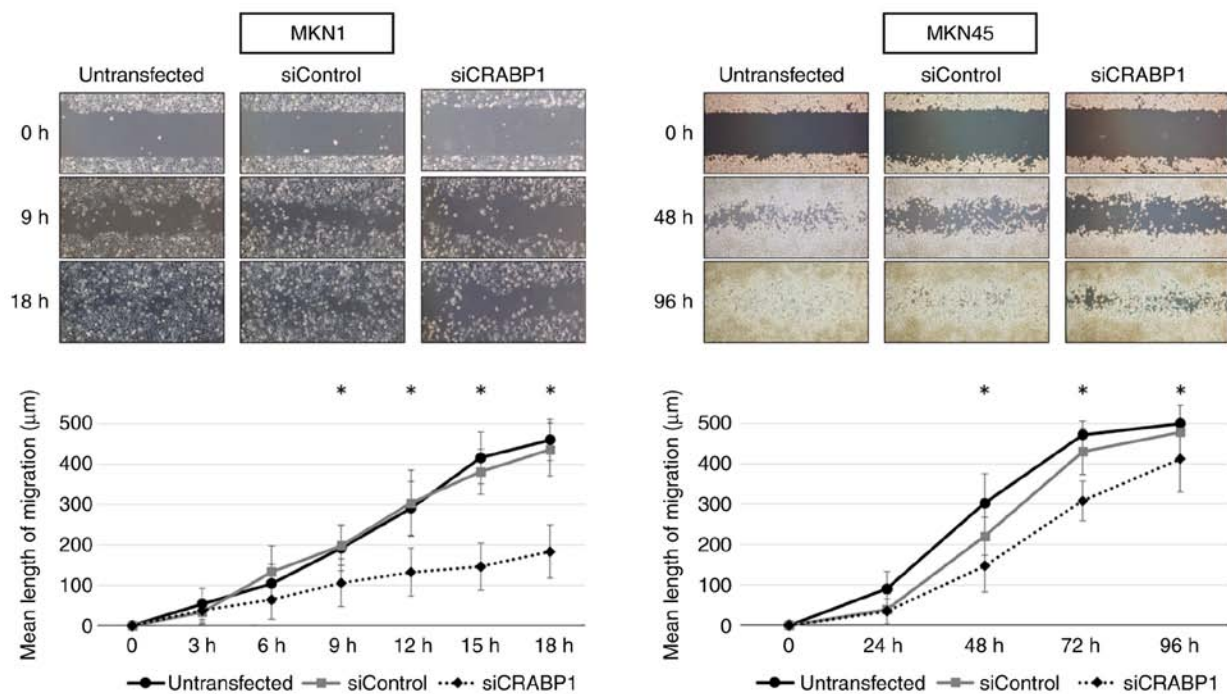 MKN1
Untransfected siControl siCRABP1
0 h
9 h
18 h
* * * *
Mean length of migration (µm)
500
400
300
200
100
0
0 3 h 6 h 9 h 12 h 15 h 18 h
Untransfected siControl siCRABP1
MKN45
Untransfected siControl siCRABP1
0 h
48 h
96 h
* * *
Mean length of migration (µm)
500
400
300
200
100
0
0 24 h 48 h 72 h 96 h
Untransfected siControl siCRABP1